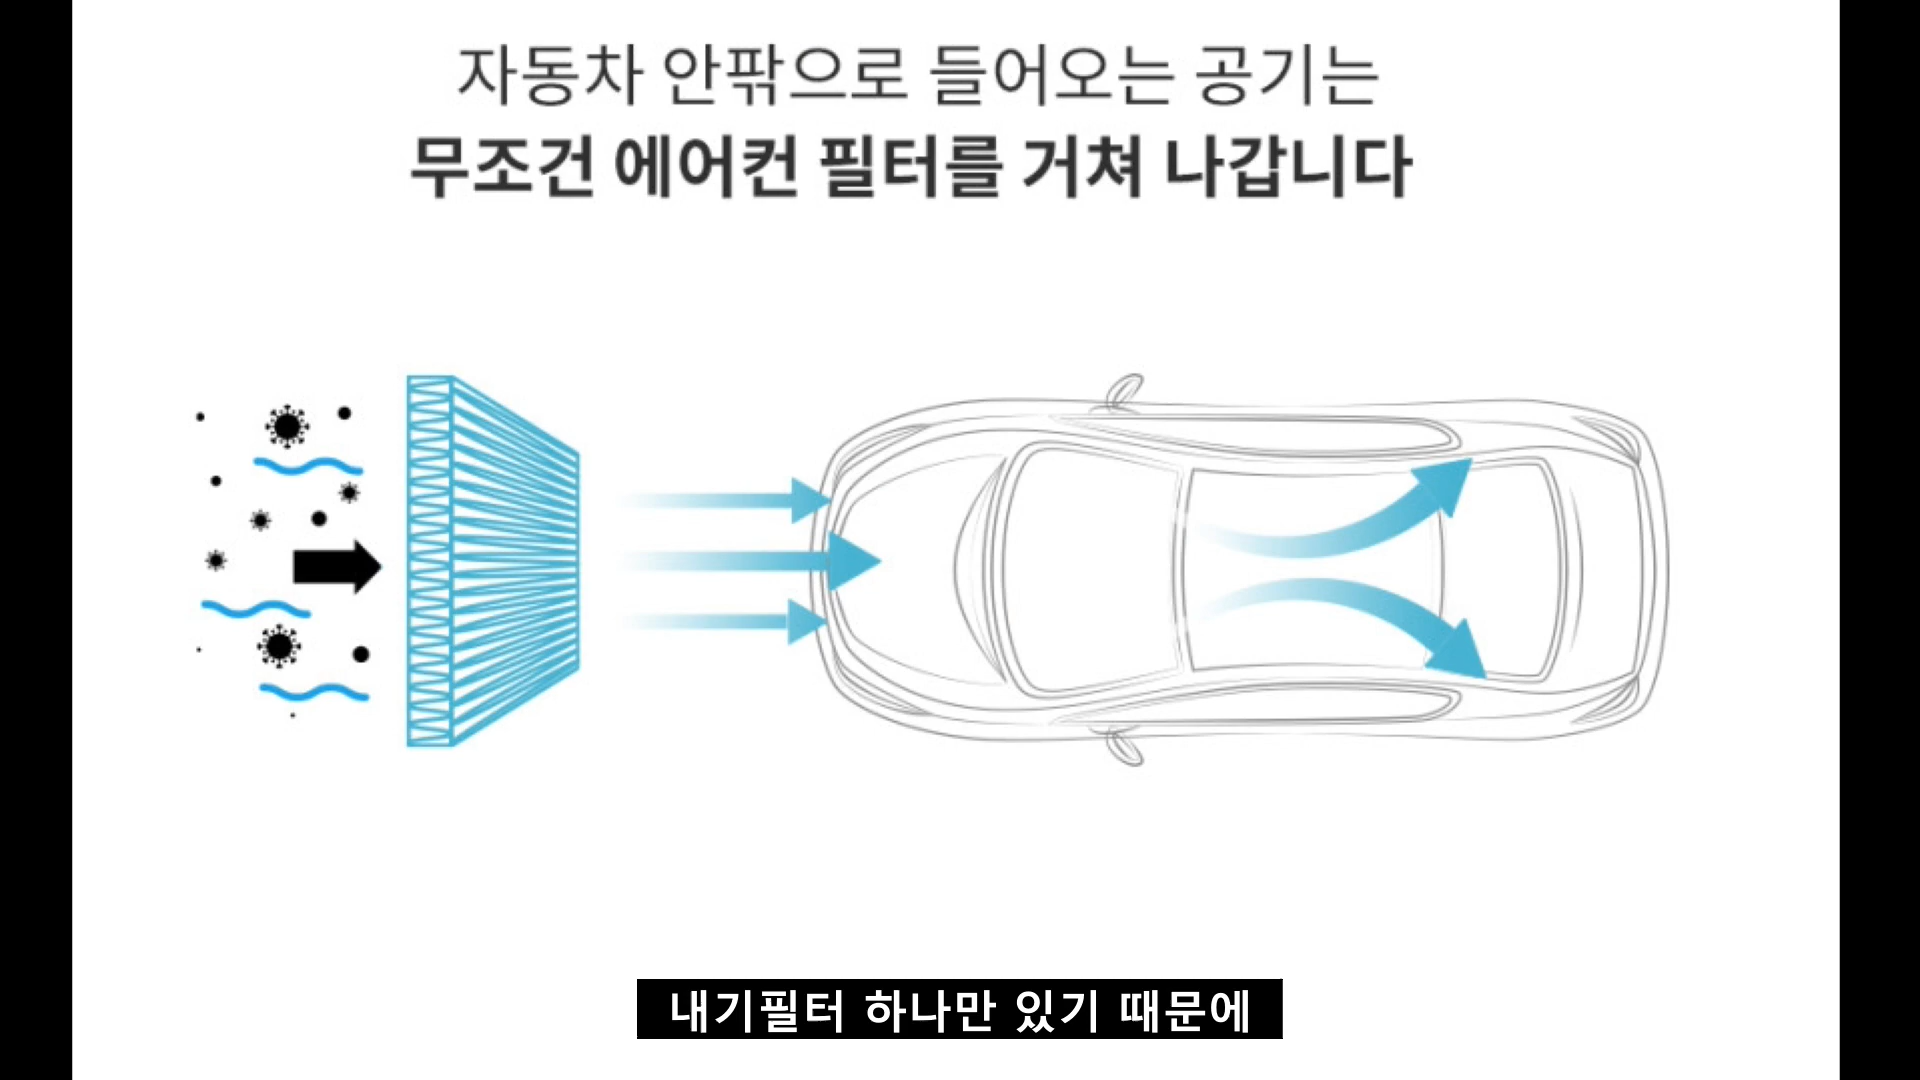 자동차 안팎으로 들어오는 공기는
무조건 에어컨 필터를 거쳐 나갑니다
내기필터 하나만 있기 때문에